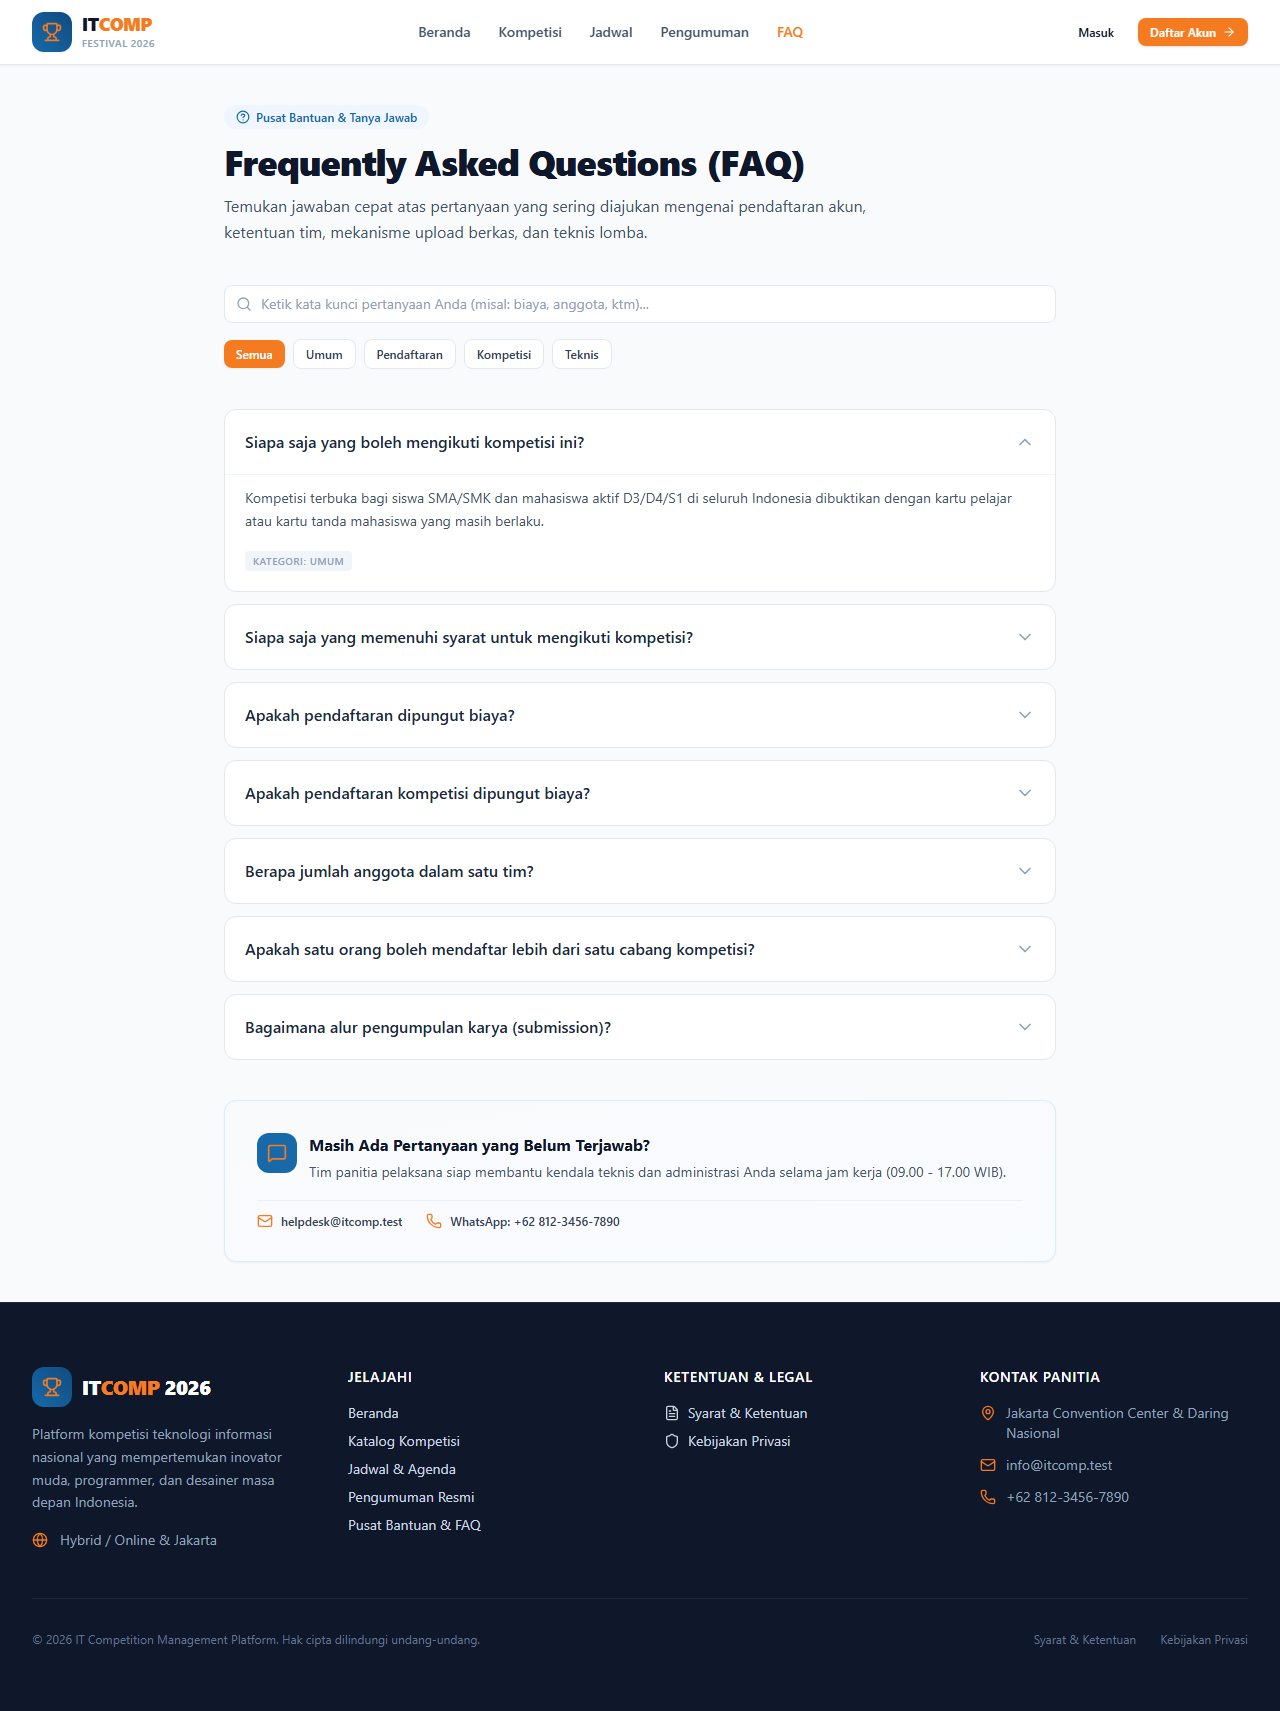 ITCOMP
FESTIVAL 2026
Beranda
Kompetisi
Jadwal
Pengumuman
FAQ
Masuk
Daftar Akun
Pusat Bantuan & Tanya Jawab
Frequently Asked Questions (FAQ)
Temukan jawaban cepat atas pertanyaan yang sering diajukan mengenai pendaftaran akun,
ketentuan tim, mekanisme upload berkas, dan teknis lomba.
Ketik kata kunci pertanyaan Anda (misal: biaya, anggota, ktm)...
Semua
Umum
Pendaftaran
Kompetisi
Teknis
Siapa saja yang boleh mengikuti kompetisi ini?
Kompetisi terbuka bagi siswa SMA/SMK dan mahasiswa aktif D3/D4/S1 di seluruh Indonesia dibuktikan dengan kartu pelajar
atau kartu tanda mahasiswa yang masih berlaku.
KATEGORI: UMUM
Siapa saja yang memenuhi syarat untuk mengikuti kompetisi?
Apakah pendaftaran dipungut biaya?
Apakah pendaftaran kompetisi dipungut biaya?
Berapa jumlah anggota dalam satu tim?
Apakah satu orang boleh mendaftar lebih dari satu cabang kompetisi?
Bagaimana alur pengumpulan karya (submission)?
Masih Ada Pertanyaan yang Belum Terjawab?
Tim panitia pelaksana siap membantu kendala teknis dan administrasi Anda selama jam kerja (09.00 - 17.00 WIB).
helpdesk@itcomp.test
WhatsApp: +62 812-3456-7890
ITCOMP 2026
Platform kompetisi teknologi informasi
nasional yang mempertemukan inovator
muda, programmer, dan desainer masa
depan Indonesia.
Hybrid / Online & Jakarta
JELAJAHI
Beranda
Katalog Kompetisi
Jadwal & Agenda
Pengumuman Resmi
Pusat Bantuan & FAQ
KETENTUAN & LEGAL
Syarat & Ketentuan
Kebijakan Privasi
KONTAK PANITIA
Jakarta Convention Center & Daring
Nasional
info@itcomp.test
+62 812-3456-7890
© 2026 IT Competition Management Platform. Hak cipta dilindungi undang-undang.
Syarat & Ketentuan
Kebijakan Privasi